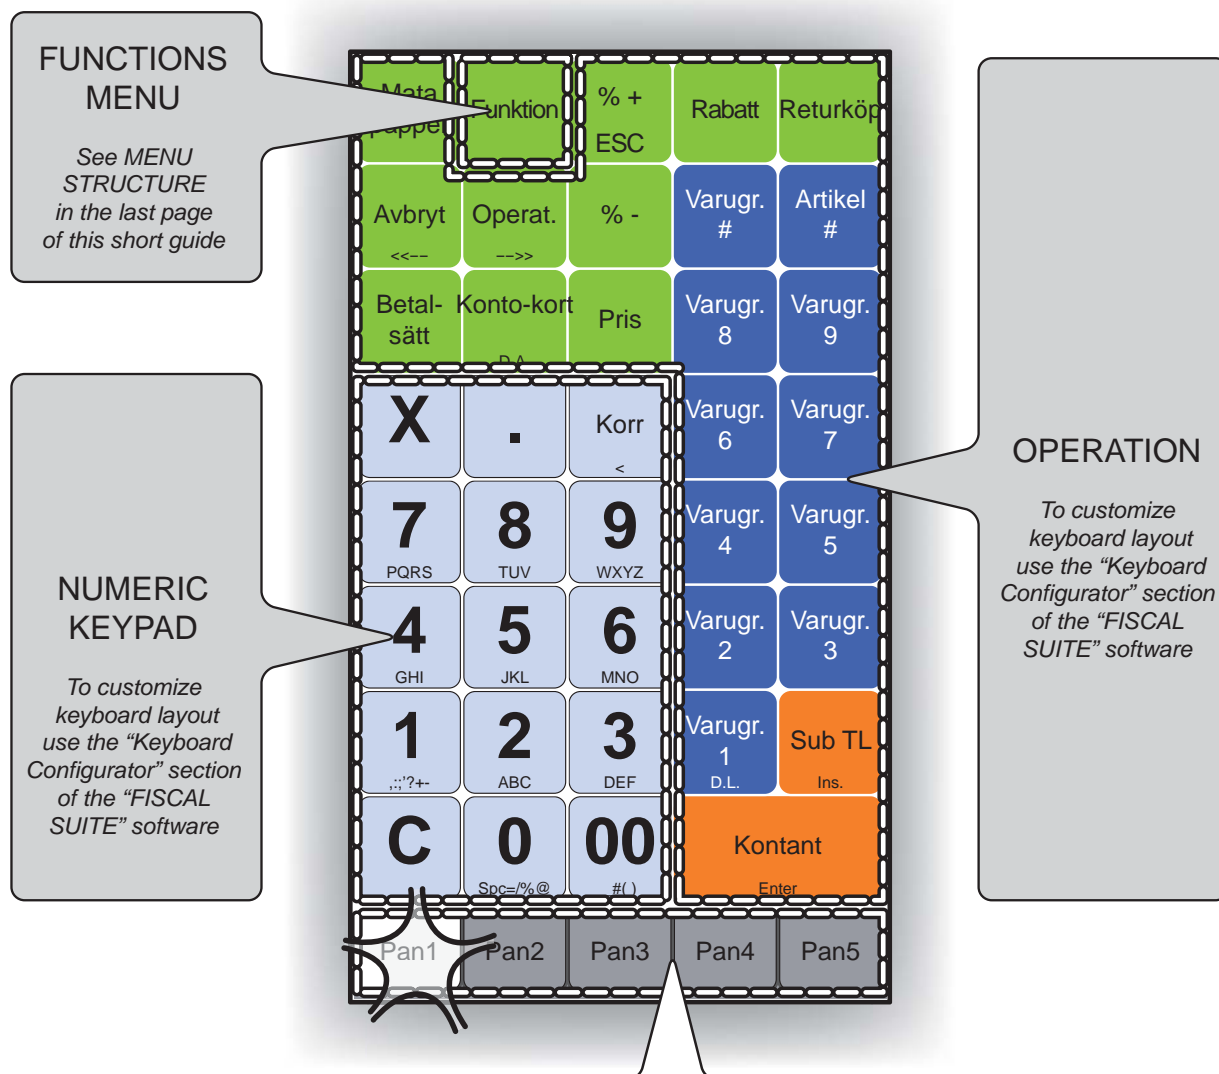 FUNCTIONS
MENU
See MENU
STRUCTURE
in the last page
of this short guide
NUMERIC
KEYPAD
To customize
keyboard layout
use the “Keyboard
Configurator” section
of the “FISCAL
SUITE” software
Mata
papper
Funktion
% +
ESC
Rabatt
Returköp
Avbryt
<<−−
Operat.
−−>>
% -
Varugr.
#
Artikel
#
Betal-
sätt
Konto-kort
D.A.
Pris
Varugr.
8
Varugr.
9
X
.
Korr
<
Varugr.
6
Varugr.
7
7
PQRS
8
TUV
9
WXYZ
Varugr.
4
Varugr.
5
4
GHI
5
JKL
6
MNO
Varugr.
2
Varugr.
3
1
,:;'?+-
2
ABC
3
DEF
Varugr.
1
D.L.
Sub TL
Ins.
C
0
Spc=/%@
00
#( )
Kontant
Enter
Pan1
Pan2
Pan3
Pan4
Pan5
OPERATION
To customize
keyboard layout
use the “Keyboard
Configurator” section
of the “FISCAL
SUITE” software